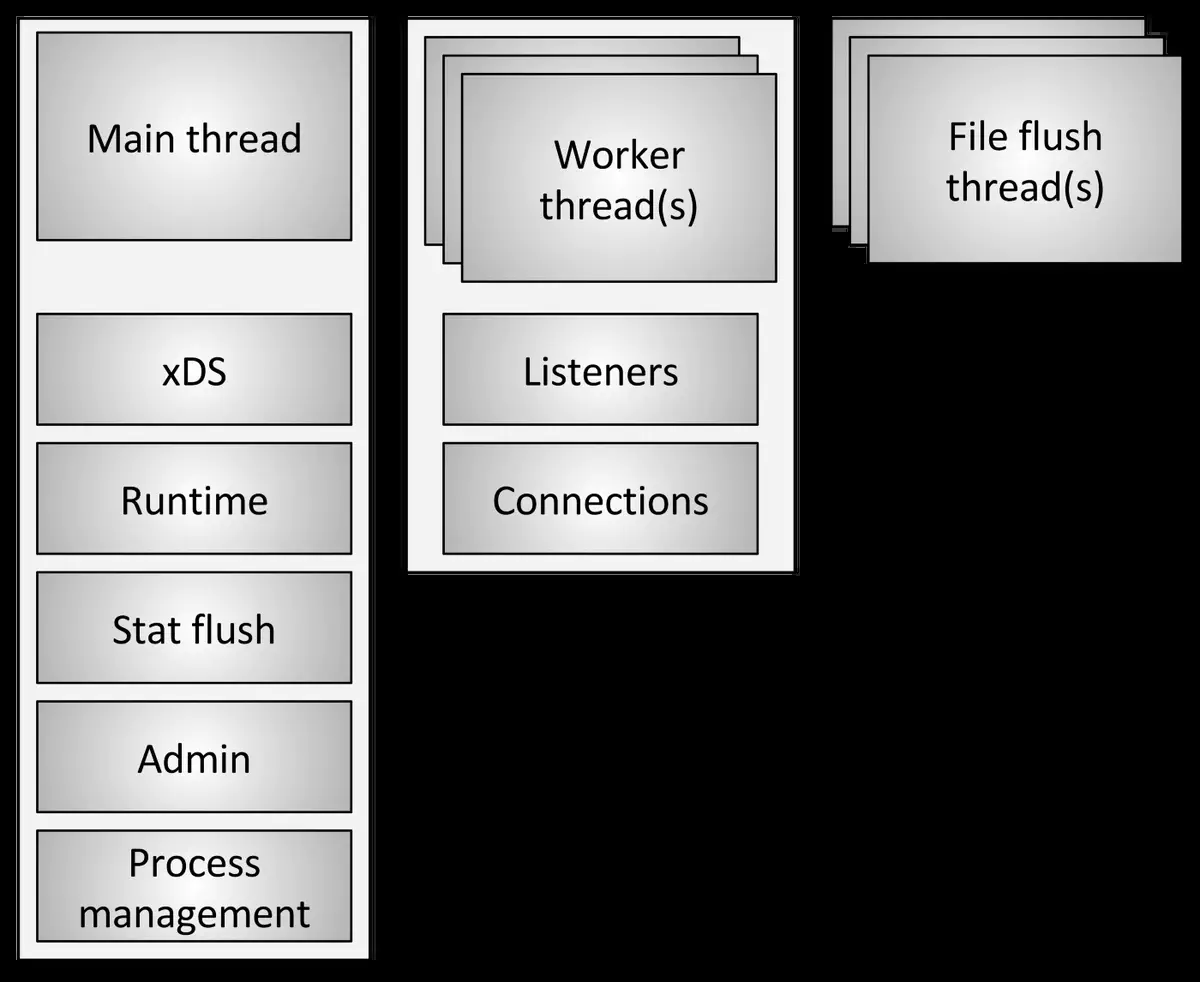 Main thread
xDS
Runtime
Stat flush
Admin
Process
management
Worker
thread(s)
Listeners
Connections
File flush
thread(s)